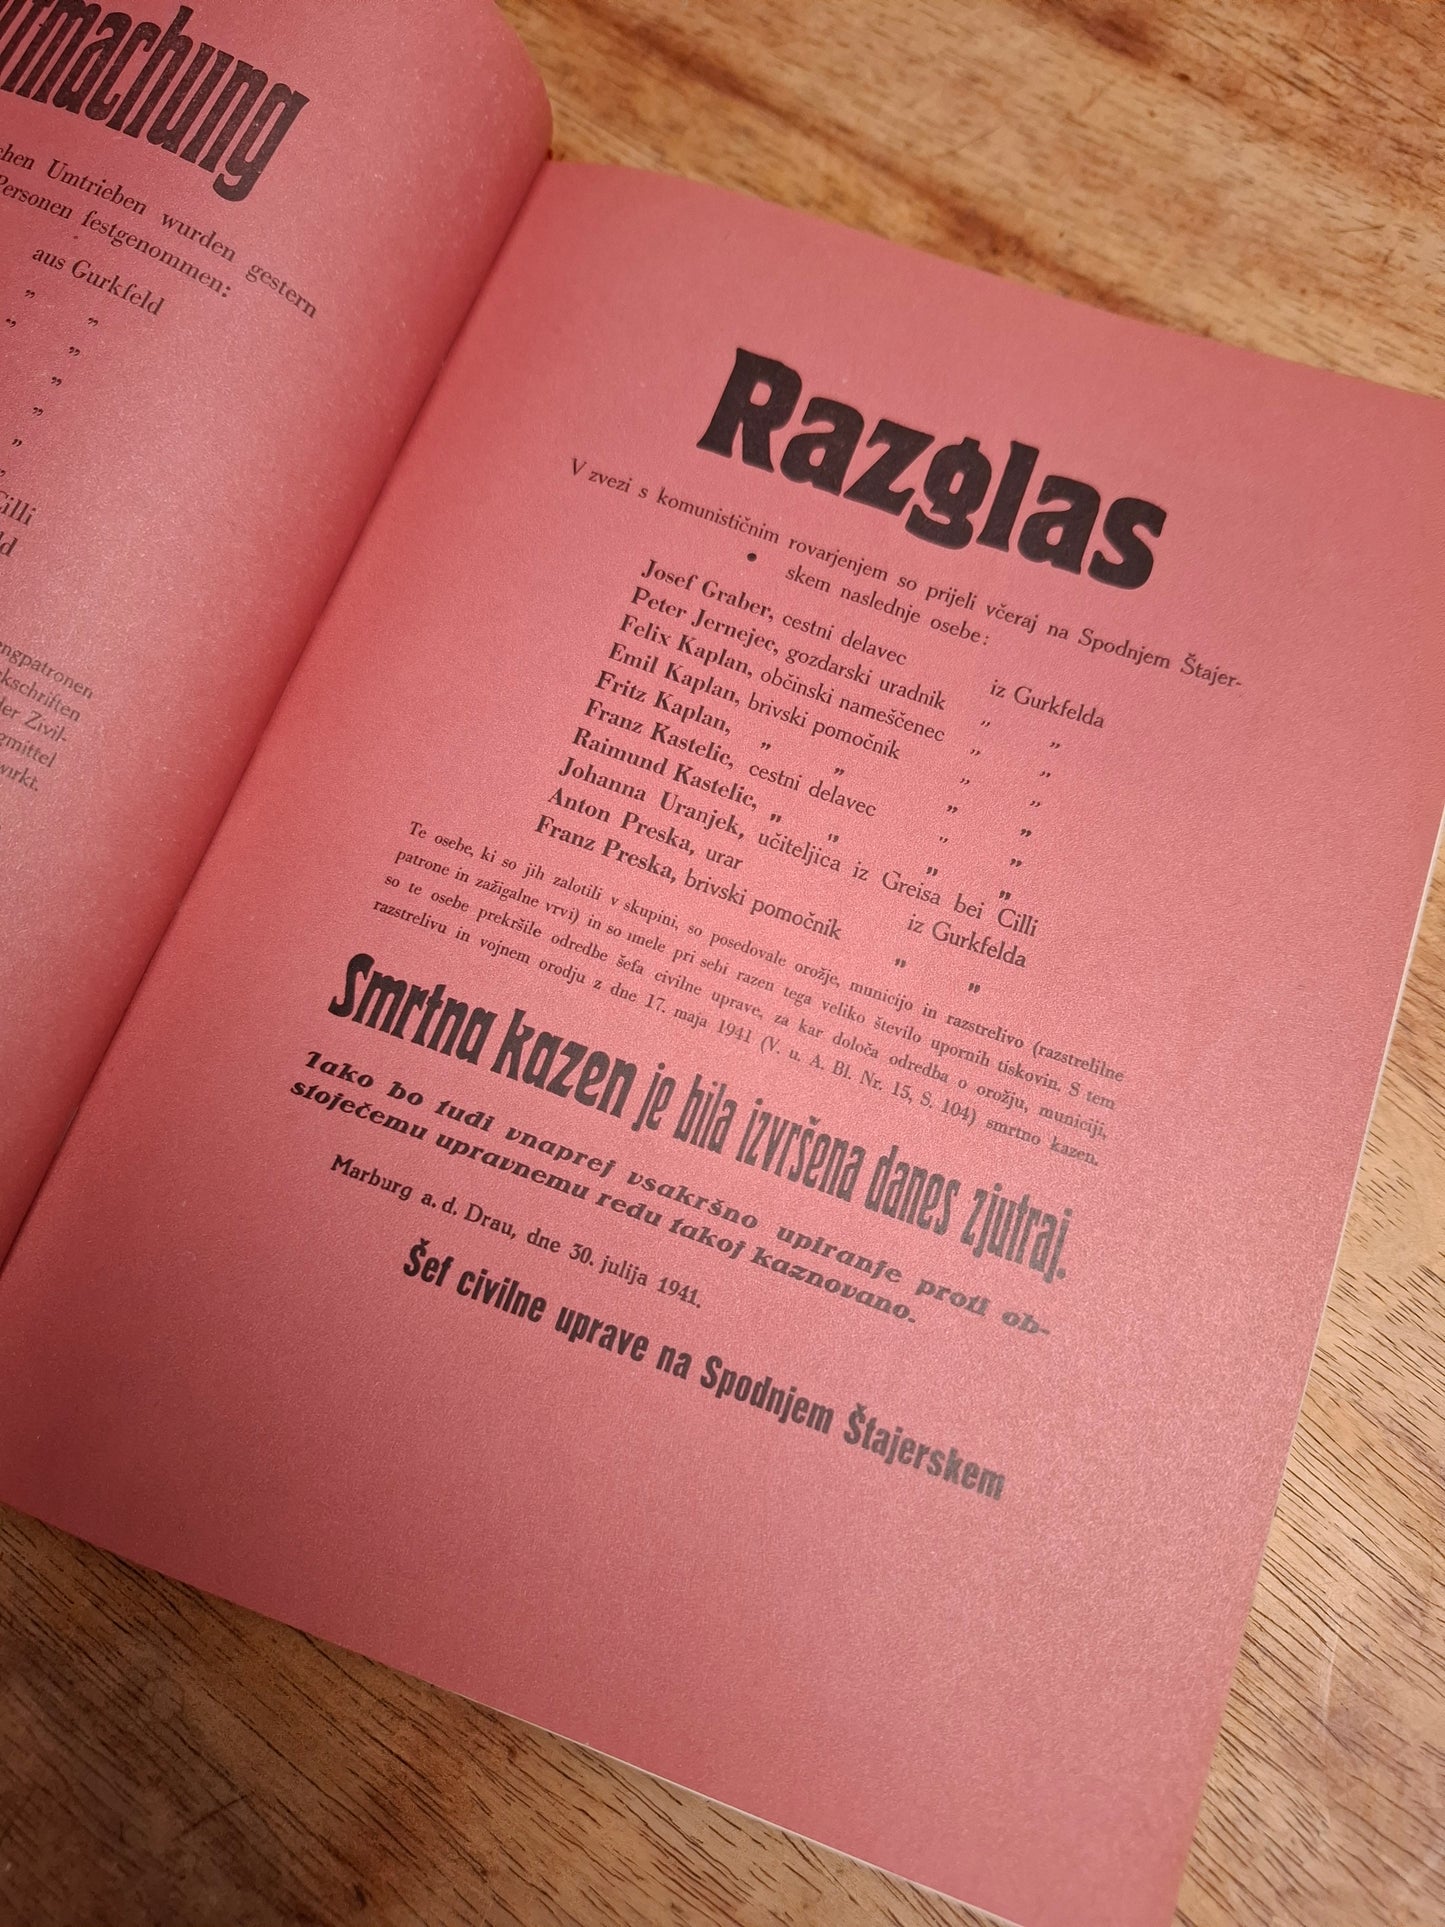 chen Umtrieben wurden gestern
Personen festgenommen:
aus Gurkfeld
„ „
„ „
„
„
„
„
Cilli
ld
engpatronen
ckschriften
der Zivil-
gmittel
wirkt.
Razglas
V zvezi s komunističnim rovarjenjem so prijeli včeraj na Spodnjem Štajer-
skem naslednje osebe:
Josef Graber, cestni delavec iz Gurkfelda
Peter Jernejec, gozdarski uradnik „ „
Felix Kaplan, občinski nameščenec „ „
Emil Kaplan, brivski pomočnik „ „
Fritz Kaplan, „ „ „ „
Franz Kastelic, cestni delavec „ „
Raimund Kastelic, „ „ „ „
Johanna Uranjek, učiteljica iz Greisa bei Cilli
Anton Preska, urar iz Gurkfelda
Franz Preska, brivski pomočnik „ „
Te osebe, ki so jih zalotili v skupini, so posedovale orožje, municijo in razstrelivo (razstrelilne
patrone in zažigalne vrvi) in so imele pri sebi razen tega veliko število upornih tiskovin. S tem
so te osebe prekršile odredbe šefa civilne uprave, za kar določa odredba o orožju, municiji,
razstrelivu in vojnem orodju z dne 17. maja 1941 (V. u. A. Bl. Nr. 15, S. 104) smrtno kazen.
Smrtna kazen je bila izvršena danes zjutraj.
Tako bo tudi vnaprej vsakršno upiranje proti ob-
stoječemu upravnemu redu takoj kaznovano.
Marburg a. d. Drau, dne 30. julija 1941.
Šef civilne uprave na Spodnjem Štajerskem